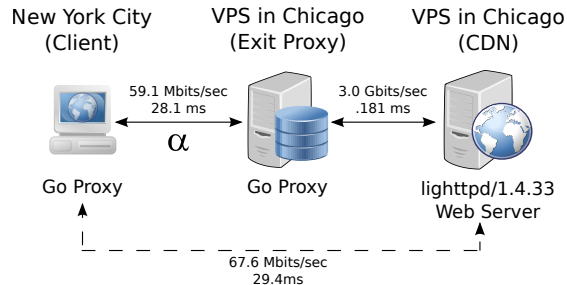 New York City
(Client)
VPS in Chicago
(Exit Proxy)
VPS in Chicago
(CDN)
59.1 Mbits/sec
28.1 ms
α
3.0 Gbits/sec
.181 ms
Go Proxy
Go Proxy
lighttpd/1.4.33
Web Server
67.6 Mbits/sec
29.4ms